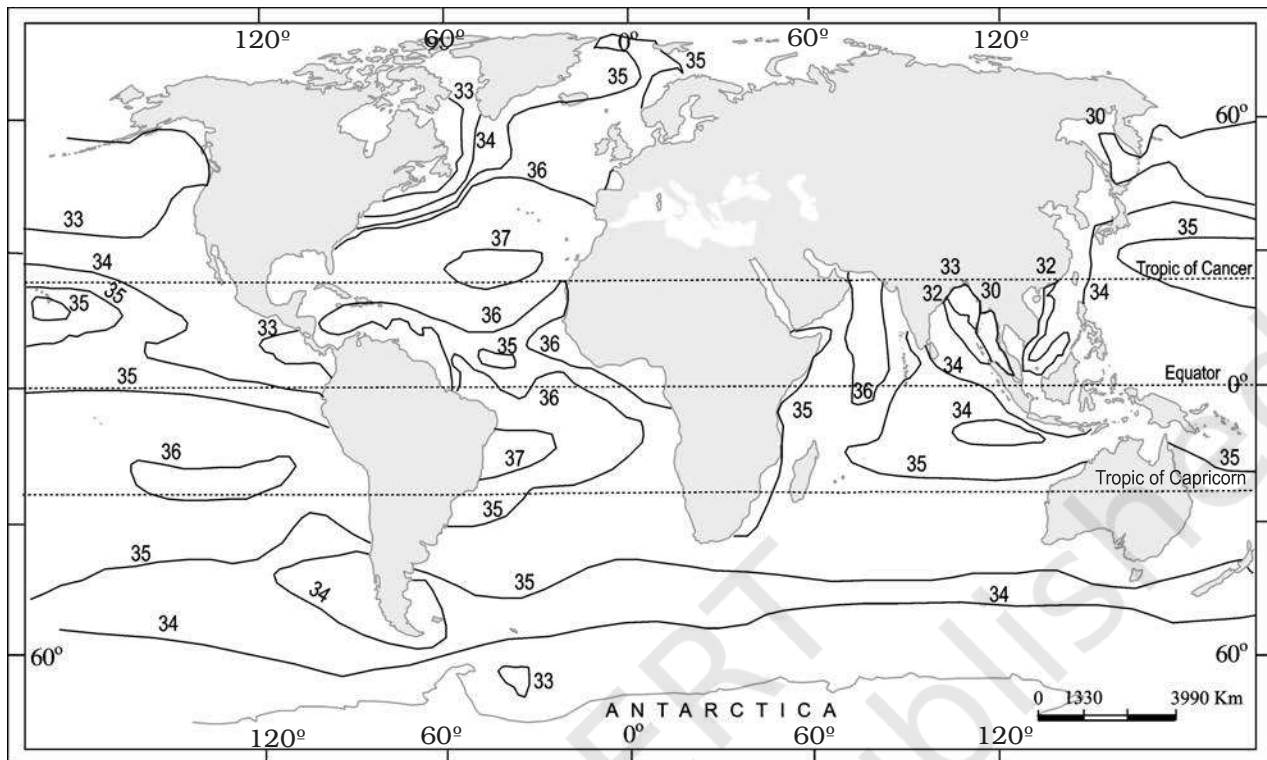 120º 60º 0º 60º 120º
35 35
33
30 60º
34
36
33
35
37
34
33 32
Tropic of Cancer
35 35
32 30 34
36
33 35 36
34
35 Equator 0º
36 35 36
34
36
37 35 35
Tropic of Capricorn
35
35 35
34 34
34
60º 60º
33
0 1330 3990 Km
ANTARCTICA
120º 60º 0º 60º 120º